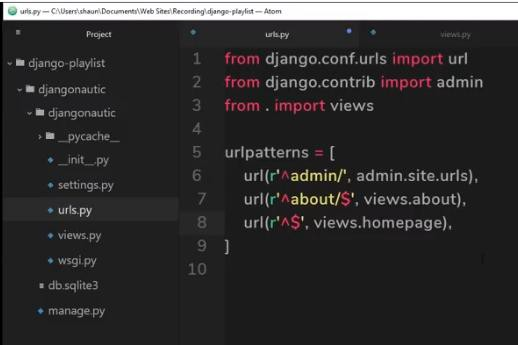 urls.py — C:\Users\shaun\Documents\Web Sites\Recording\django-playlist — Atom
Project
urls.py
views.py
django-playlist
djangonautic
djangonautic
__pycache__
__init__.py
settings.py
urls.py
views.py
wsgi.py
db.sqlite3
manage.py
1 from django.conf.urls import url
2 from django.contrib import admin
3 from . import views
4
5 urlpatterns = [
6 url(r'^admin/', admin.site.urls),
7 url(r'^about/$', views.about),
8 url(r'^$', views.homepage),
9 ]
10